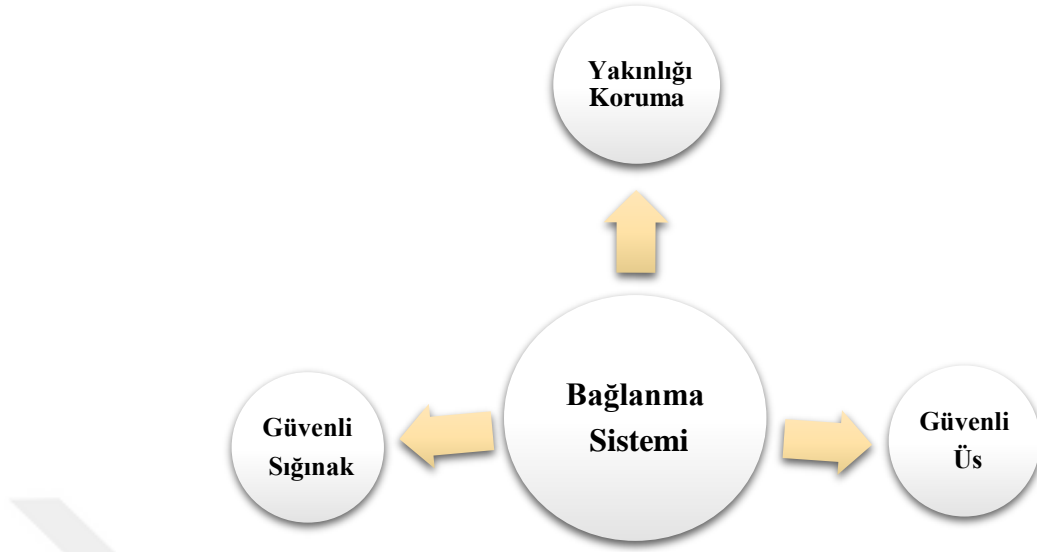 Yakınlığı
Koruma
Bağlanma
Sistemi
Güvenli
Sığınak
Güvenli
Üs